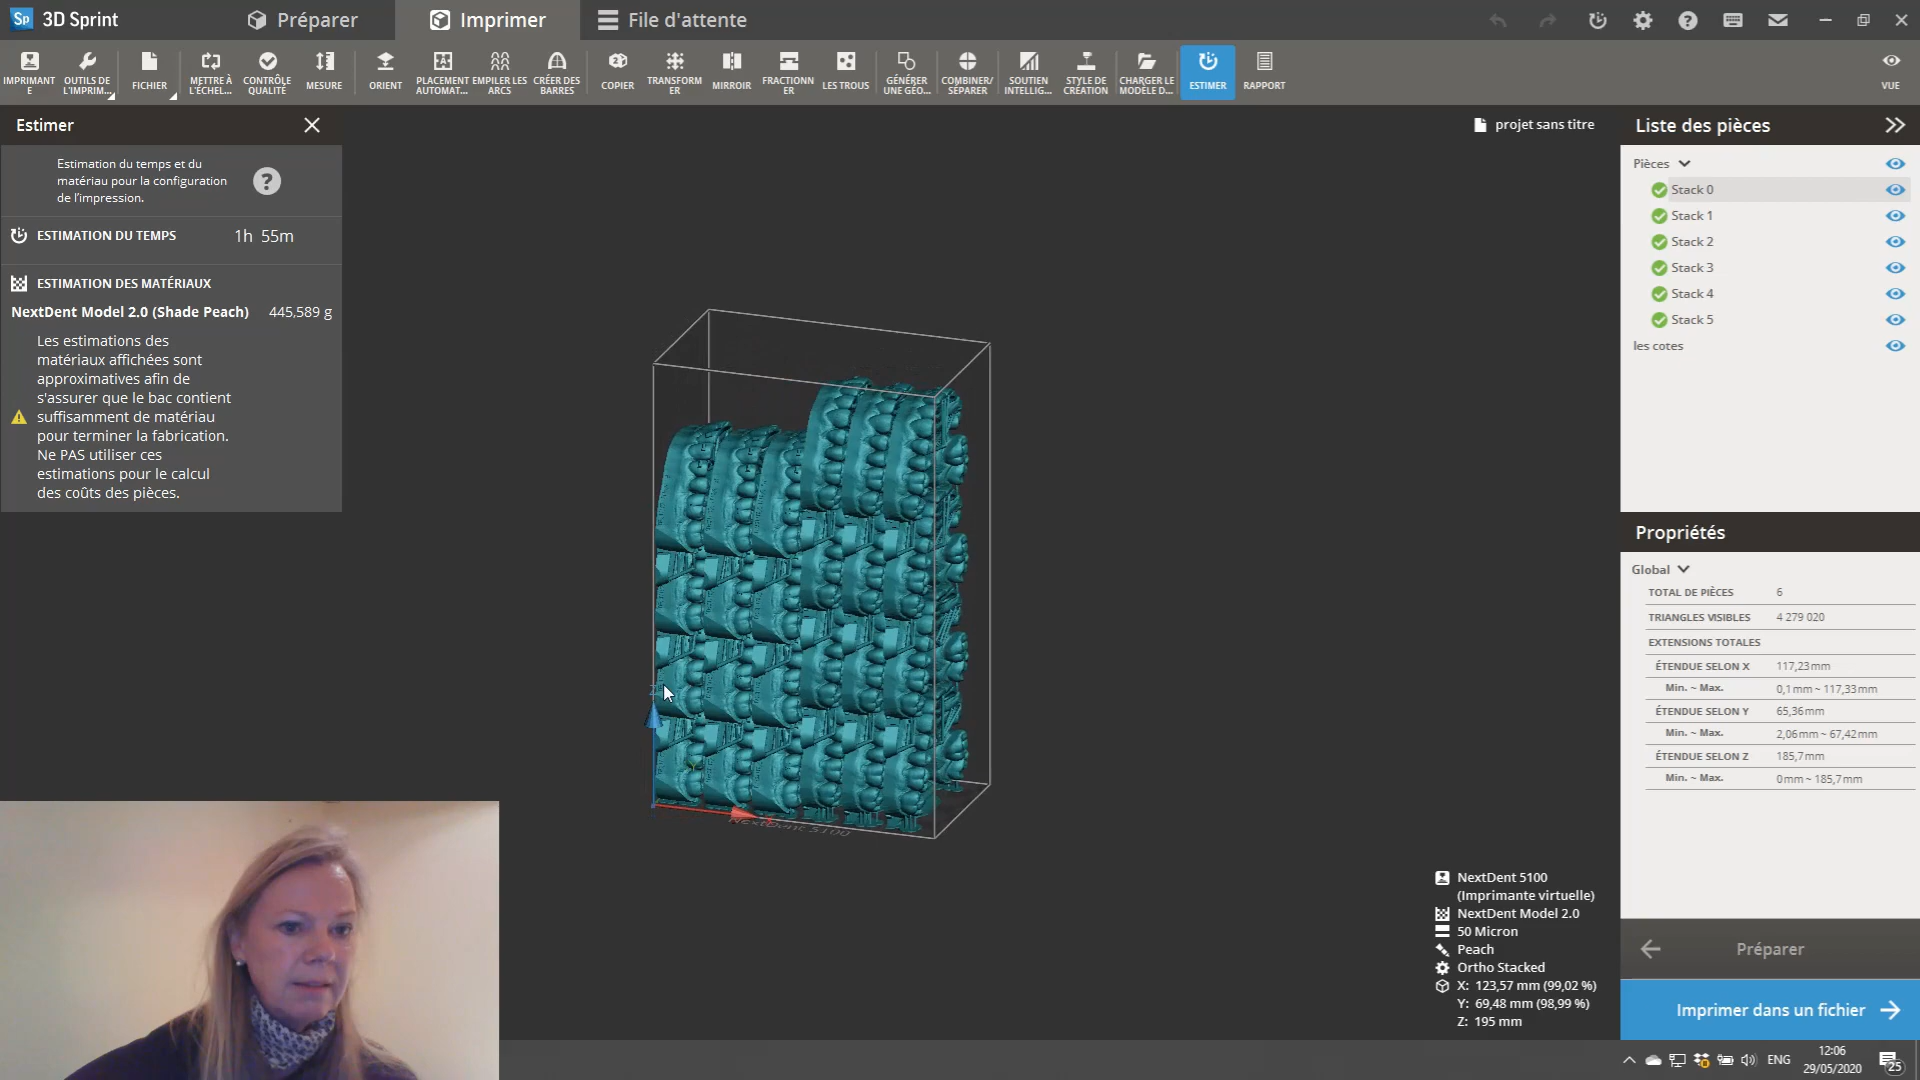 Sp 3D Sprint
Préparer
Imprimer
File d'attente
IMPRIMANT
E
OUTILS DE
L'IMPRIM...
FICHIER
METTRE À
L'ÉCHEL...
CONTRÔLE
QUALITÉ
MESURE
ORIENT
PLACEMENT
AUTOMAT...
EMPILER LES
ARCS
CRÉER DES
BARRES
COPIER
TRANSFORM
ER
MIRROIR
FRACTIONN
ER
LES TROUS
GÉNÉRER
UNE GÉO...
COMBINER/
SÉPARER
SOUTIEN
INTELLIG...
STYLE DE
CRÉATION
CHARGER LE
MODÈLE D...
ESTIMER
RAPPORT
VUE
Estimer
Estimation du temps et du
matériau pour la configuration
de l'impression.
ESTIMATION DU TEMPS 1h 55m
ESTIMATION DES MATÉRIAUX
NextDent Model 2.0 (Shade Peach) 445,589 g
Les estimations des
matériaux affichées sont
approximatives afin de
s'assurer que le bac contient
suffisamment de matériau
pour terminer la fabrication.
Ne PAS utiliser ces
estimations pour le calcul
des coûts des pièces.
projet sans titre
Z
NextDent 5100
Liste des pièces
Pièces
Stack 0
Stack 1
Stack 2
Stack 3
Stack 4
Stack 5
les cotes
Propriétés
Global
TOTAL DE PIÈCES 6
TRIANGLES VISIBLES 4 279 020
EXTENSIONS TOTALES
ÉTENDUE SELON X 117,23mm
Min. ~ Max. 0,1mm ~ 117,33mm
ÉTENDUE SELON Y 65,36mm
Min. ~ Max. 2,06mm ~ 67,42mm
ÉTENDUE SELON Z 185,7mm
Min. ~ Max. 0mm ~ 185,7mm
NextDent 5100
(Imprimante virtuelle)
NextDent Model 2.0
50 Micron
Peach
Ortho Stacked
X: 123,57 mm (99,02 %)
Y: 69,48 mm (98,99 %)
Z: 195 mm
Préparer
Imprimer dans un fichier
ENG
12:06
29/05/2020
25